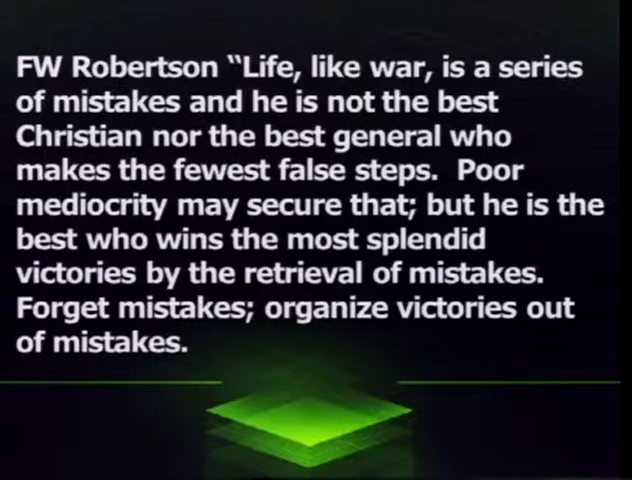 FW Robertson “Life, like war, is a series
of mistakes and he is not the best
Christian nor the best general who
makes the fewest false steps.  Poor
mediocrity may secure that; but he is the
best who wins the most splendid
victories by the retrieval of mistakes.
Forget mistakes; organize victories out
of mistakes.